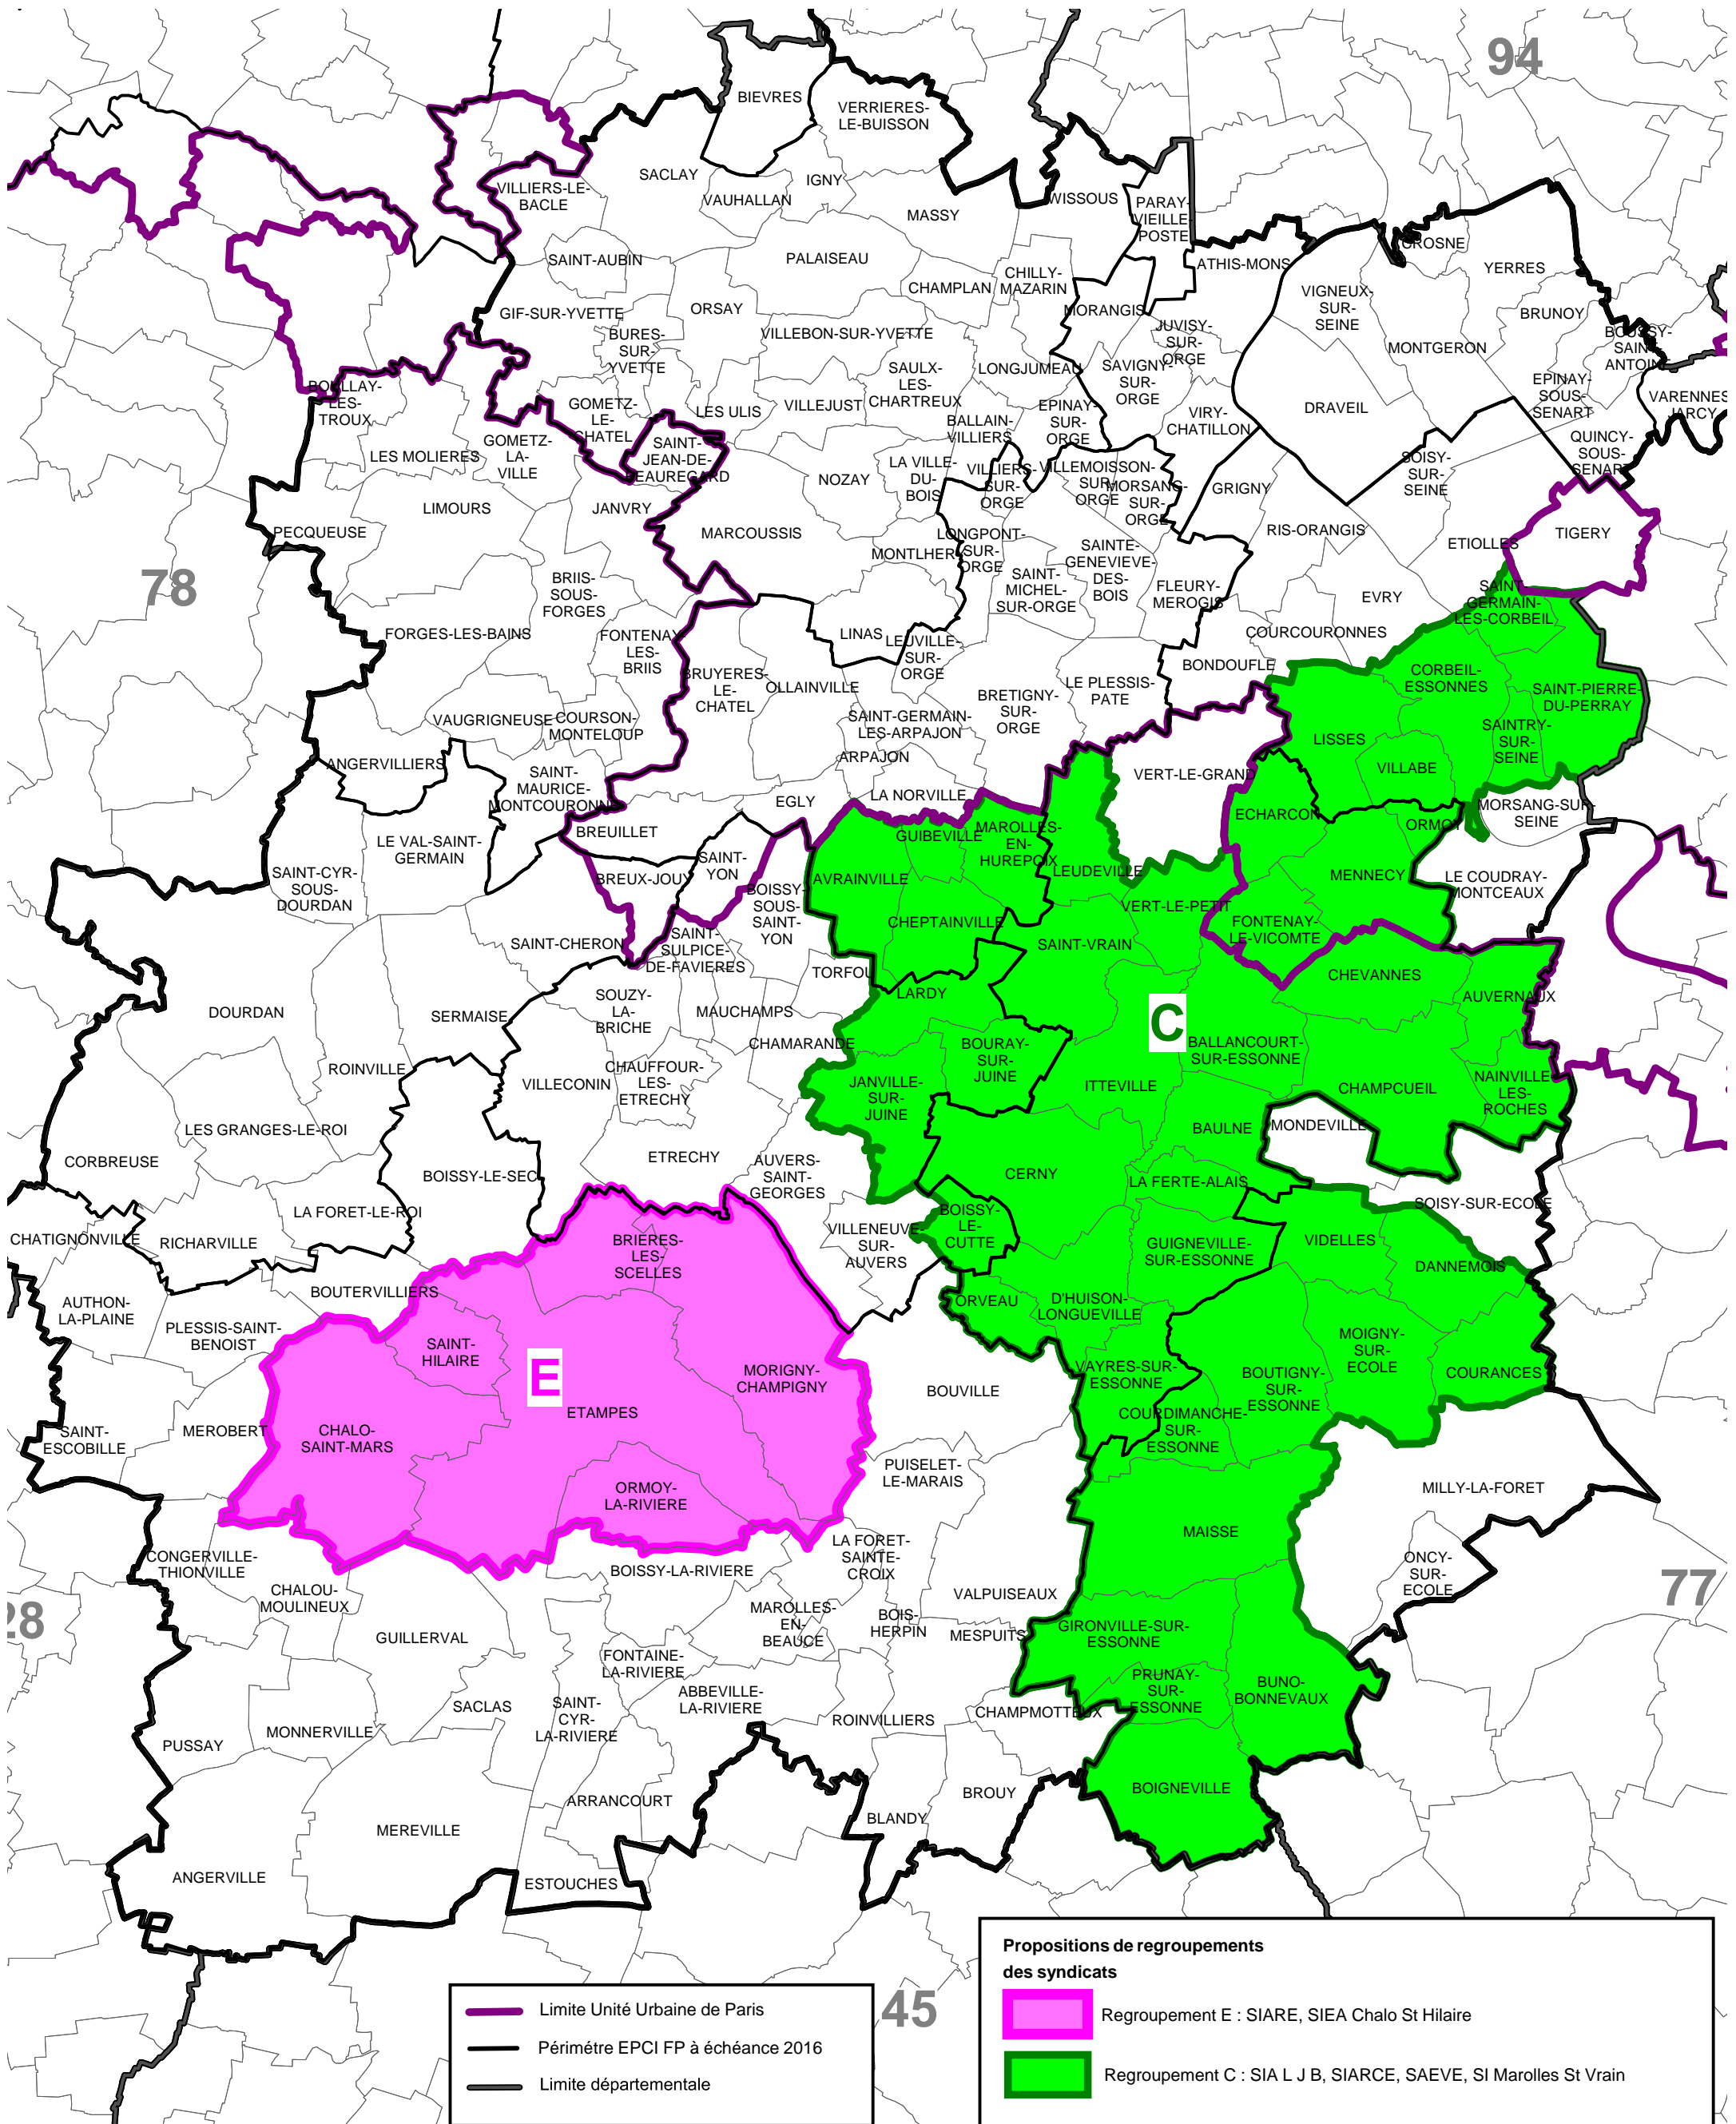 94
BIEVRES
VERRIERES-
LE-BUISSON
SACLAY
IGNY
VILLIERS-LE-
BACLE
VAUHALLAN
MASSY
WISSOUS
PARAY-
VIEILLE-
POSTE
CROSNE
SAINT-AUBIN
PALAISEAU
ATHIS-MONS
YERRES
CHAMPLAN
CHILLY-
MAZARIN
VIGNEUX-
SUR-
SEINE
GIF-SUR-YVETTE
ORSAY
MORANGIS
BRUNOY
BURES-
SUR-
YVETTE
VILLEBON-SUR-YVETTE
JUVISY-
SUR-
ORGE
MONTGERON
BOUSSY-
SAINT-
ANTOINE
SAULX-
LES-
CHARTREUX
LONGJUMEAU
SAVIGNY-
SUR-
ORGE
EPINAY-
SOUS-
SENART
VARENNES-
JARCY
BOULLAY-
LES-
TROUX
GOMETZ-
LE-
CHATEL
LES ULIS
VILLEJUST
BALLAIN-
VILLIERS
EPINAY-
SUR-
ORGE
VIRY-
CHATILLON
DRAVEIL
QUINCY-
SOUS-
SENART
LES MOLIERES
GOMETZ-
LA-
VILLE
SAINT-
JEAN-DE-
BEAUREGARD
NOZAY
LA VILLE-
DU-
BOIS
VILLIERS-
SUR-
ORGE
VILLEMOISSON-
SUR-
ORGE
MORSANG-
SUR-
ORGE
GRIGNY
SOISY-
SUR-
SEINE
LIMOURS
JANVRY
PECQUEUSE
MARCOUSSIS
MONTLHERY
LONGPONT-
SUR-
ORGE
RIS-ORANGIS
ETIOLLES
TIGERY
78
BRIIS-
SOUS-
FORGES
SAINT-
MICHEL-
SUR-ORGE
SAINTE-
GENEVIEVE-
DES-
BOIS
FLEURY-
MEROGIS
EVRY
SAINT-
GERMAIN-
LES-CORBEIL
FORGES-LES-BAINS
FONTENAY-
LES-
BRIIS
LINAS
LEUVILLE-
SUR-
ORGE
COURCOURONNES
BONDOUFLE
BRUYERES-
LE-
CHATEL
OLLAINVILLE
LE PLESSIS-
PATE
CORBEIL-
ESSONNES
SAINT-PIERRE-
DU-PERRAY
VAUGRIGNEUSE
COURSON-
MONTELOUP
SAINT-GERMAIN-
LES-ARPAJON
BRETIGNY-
SUR-
ORGE
LISSES
SAINTRY-
SUR-
SEINE
ANGERVILLIERS
SAINT-
MAURICE-
MONTCOURONNE
ARPAJON
VERT-LE-GRAND
VILLABE
EGLY
LA NORVILLE
MORSANG-SUR-
SEINE
BREUILLET
GUIBEVILLE
MAROLLES-
EN-
HUREPOIX
ECHARCON
ORMOY
LE VAL-SAINT-
GERMAIN
SAINT-
YON
SAINT-CYR-
SOUS-
DOURDAN
BREUX-JOUY
BOISSY-
SOUS-
SAINT-
YON
AVRAINVILLE
LEUDEVILLE
MENNECY
LE COUDRAY-
MONTCEAUX
CHEPTAINVILLE
VERT-LE-PETIT
FONTENAY-
LE-VICOMTE
SAINT-CHERON
SAINT-
SULPICE-
DE-FAVIERES
SAINT-VRAIN
TORFOU
CHEVANNES
DOURDAN
SERMAISE
SOUZY-
LA-
BRICHE
MAUCHAMPS
LARDY
AUVERNAUX
C
CHAMARANDE
BOURAY-
SUR-
JUINE
BALLANCOURT-
SUR-ESSONNE
ROINVILLE
VILLECONIN
CHAUFFOUR-
LES-
ETRECHY
JANVILLE-
SUR-
JUINE
ITTEVILLE
CHAMPCUEIL
NAINVILLE-
LES-
ROCHES
LES GRANGES-LE-ROI
BAULNE
MONDEVILLE
CORBREUSE
ETRECHY
BOISSY-LE-SEC
AUVERS-
SAINT-
GEORGES
CERNY
LA FERTE-ALAIS
LA FORET-LE-ROI
SOISY-SUR-ECOLE
CHATIGNONVILLE
RICHARVILLE
BRIERES-
LES-
SCELLES
VILLENEUVE-
SUR-
AUVERS
BOISSY-
LE-
CUTTE
GUIGNEVILLE-
SUR-ESSONNE
VIDELLES
DANNEMOIS
BOUTERVILLIERS
AUTHON-
LA-PLAINE
ORVEAU
D'HUISON-
LONGUEVILLE
PLESSIS-SAINT-
BENOIST
SAINT-
HILAIRE
E
MORIGNY-
CHAMPIGNY
MOIGNY-
SUR-
ECOLE
VAYRES-SUR-
ESSONNE
BOUTIGNY-
SUR-
ESSONNE
COURANCES
BOUVILLE
ETAMPES
SAINT-
ESCOBILLE
MEROBERT
CHALO-
SAINT-MARS
COURDIMANCHE-
SUR-
ESSONNE
PUISELET-
LE-MARAIS
ORMOY-
LA-RIVIERE
MILLY-LA-FORET
MAISSE
CONGERVILLE-
THIONVILLE
LA FORET-
SAINTE-
CROIX
ONCY-
SUR-
ECOLE
BOISSY-LA-RIVIERE
77
CHALOU-
MOULINEUX
VALPUISEAUX
28
MAROLLES-
EN-
BEAUCE
BOIS-
HERPIN
MESPUITS
GIRONVILLE-SUR-
ESSONNE
GUILLERVAL
FONTAINE-
LA-RIVIERE
PRUNAY-
SUR-
ESSONNE
BUNO-
BONNEVAUX
SACLAS
SAINT-
CYR-
LA-RIVIERE
ABBEVILLE-
LA-RIVIERE
ROINVILLIERS
CHAMPMOTTEUX
MONNERVILLE
PUSSAY
BOIGNEVILLE
ARRANCOURT
BROUY
MEREVILLE
BLANDY
ANGERVILLE
ESTOUCHES
45
Limite Unité Urbaine de Paris
Périmétre EPCI FP à échéance 2016
Limite départementale
Propositions de regroupements
des syndicats
Regroupement E : SIARE, SIEA Chalo St Hilaire
Regroupement C : SIA L J B, SIARCE, SAEVE, SI Marolles St Vrain